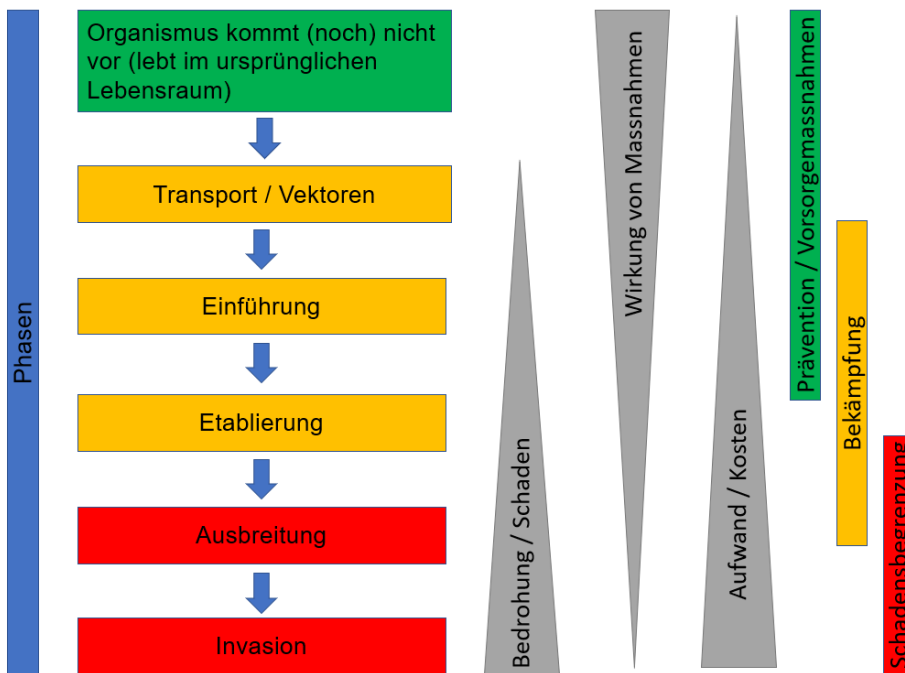 Phasen
Organismus kommt (noch) nicht
vor (lebt im ursprünglichen
Lebensraum)
Transport / Vektoren
Einführung
Etablierung
Ausbreitung
Invasion
Bedrohung / Schaden
Wirkung von Massnahmen
Aufwand / Kosten
Prävention / Vorsorgemassnahmen
Bekämpfung
Schadensbegrenzung